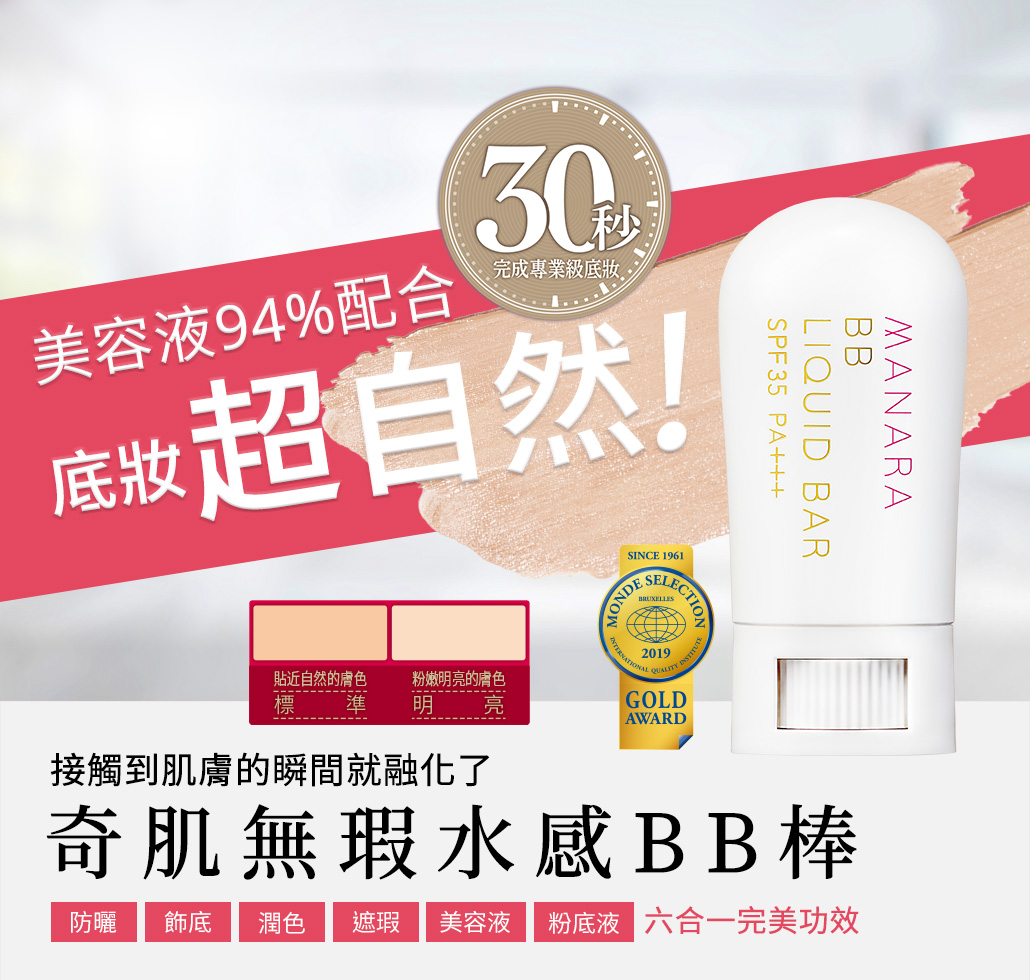 30秒
完成專業級底妝
美容液94%配合
底妝超自然!
MANARA
BB
LIQUID BAR
SPF35 PA+++
SINCE 1961
MONDE SELECTION
BRUXELLES
2019
INTERNATIONAL QUALITY INSTITUTE
GOLD
AWARD
貼近自然的膚色
標準
粉嫩明亮的膚色
明亮
接觸到肌膚的瞬間就融化了
奇肌無瑕水感BB棒
防曬 飾底 潤色 遮瑕 美容液 粉底液 六合一完美功效